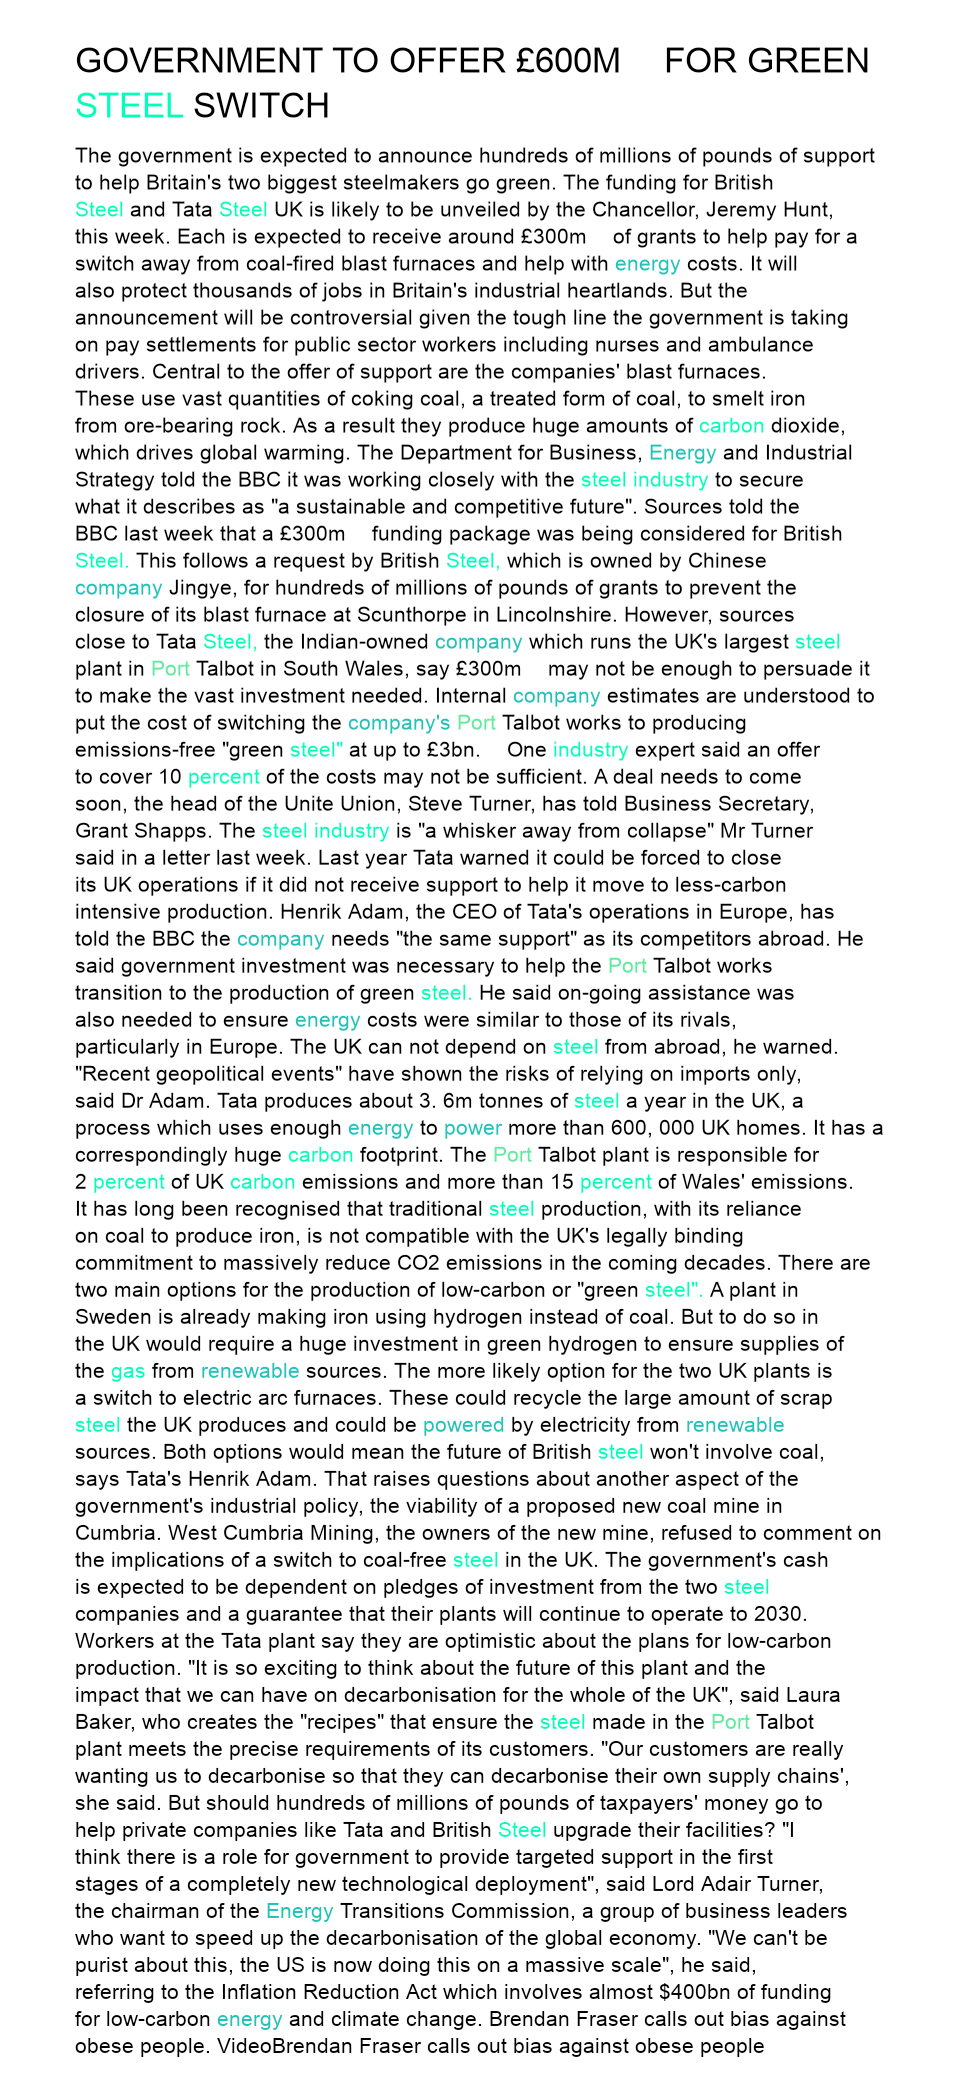 GOVERNMENT TO OFFER £600M    FOR GREEN
STEEL SWITCH
The government is expected to announce hundreds of millions of pounds of support
to help Britain's two biggest steelmakers go green. The funding for British
Steel and Tata Steel UK is likely to be unveiled by the Chancellor, Jeremy Hunt,
this week. Each is expected to receive around £300m    of grants to help pay for a
switch away from coal-fired blast furnaces and help with energy costs. It will
also protect thousands of jobs in Britain's industrial heartlands. But the
announcement will be controversial given the tough line the government is taking
on pay settlements for public sector workers including nurses and ambulance
drivers. Central to the offer of support are the companies' blast furnaces.
These use vast quantities of coking coal, a treated form of coal, to smelt iron
from ore-bearing rock. As a result they produce huge amounts of carbon dioxide,
which drives global warming. The Department for Business, Energy and Industrial
Strategy told the BBC it was working closely with the steel industry to secure
what it describes as "a sustainable and competitive future". Sources told the
BBC last week that a £300m    funding package was being considered for British
Steel. This follows a request by British Steel, which is owned by Chinese
company Jingye, for hundreds of millions of pounds of grants to prevent the
closure of its blast furnace at Scunthorpe in Lincolnshire. However, sources
close to Tata Steel, the Indian-owned company which runs the UK's largest steel
plant in Port Talbot in South Wales, say £300m    may not be enough to persuade it
to make the vast investment needed. Internal company estimates are understood to
put the cost of switching the company's Port Talbot works to producing
emissions-free "green steel" at up to £3bn.    One industry expert said an offer
to cover 10 percent of the costs may not be sufficient. A deal needs to come
soon, the head of the Unite Union, Steve Turner, has told Business Secretary,
Grant Shapps. The steel industry is "a whisker away from collapse" Mr Turner
said in a letter last week. Last year Tata warned it could be forced to close
its UK operations if it did not receive support to help it move to less-carbon
intensive production. Henrik Adam, the CEO of Tata's operations in Europe, has
told the BBC the company needs "the same support" as its competitors abroad. He
said government investment was necessary to help the Port Talbot works
transition to the production of green steel. He said on-going assistance was
also needed to ensure energy costs were similar to those of its rivals,
particularly in Europe. The UK can not depend on steel from abroad, he warned.
"Recent geopolitical events" have shown the risks of relying on imports only,
said Dr Adam. Tata produces about 3. 6m tonnes of steel a year in the UK, a
process which uses enough energy to power more than 600, 000 UK homes. It has a
correspondingly huge carbon footprint. The Port Talbot plant is responsible for
2 percent of UK carbon emissions and more than 15 percent of Wales' emissions.
It has long been recognised that traditional steel production, with its reliance
on coal to produce iron, is not compatible with the UK's legally binding
commitment to massively reduce CO2 emissions in the coming decades. There are
two main options for the production of low-carbon or "green steel". A plant in
Sweden is already making iron using hydrogen instead of coal. But to do so in
the UK would require a huge investment in green hydrogen to ensure supplies of
the gas from renewable sources. The more likely option for the two UK plants is
a switch to electric arc furnaces. These could recycle the large amount of scrap
steel the UK produces and could be powered by electricity from renewable
sources. Both options would mean the future of British steel won't involve coal,
says Tata's Henrik Adam. That raises questions about another aspect of the
government's industrial policy, the viability of a proposed new coal mine in
Cumbria. West Cumbria Mining, the owners of the new mine, refused to comment on
the implications of a switch to coal-free steel in the UK. The government's cash
is expected to be dependent on pledges of investment from the two steel
companies and a guarantee that their plants will continue to operate to 2030.
Workers at the Tata plant say they are optimistic about the plans for low-carbon
production. "It is so exciting to think about the future of this plant and the
impact that we can have on decarbonisation for the whole of the UK", said Laura
Baker, who creates the "recipes" that ensure the steel made in the Port Talbot
plant meets the precise requirements of its customers. "Our customers are really
wanting us to decarbonise so that they can decarbonise their own supply chains',
she said. But should hundreds of millions of pounds of taxpayers' money go to
help private companies like Tata and British Steel upgrade their facilities? "I
think there is a role for government to provide targeted support in the first
stages of a completely new technological deployment", said Lord Adair Turner,
the chairman of the Energy Transitions Commission, a group of business leaders
who want to speed up the decarbonisation of the global economy. "We can't be
purist about this, the US is now doing this on a massive scale", he said,
referring to the Inflation Reduction Act which involves almost $400bn of funding
for low-carbon energy and climate change. Brendan Fraser calls out bias against
obese people. VideoBrendan Fraser calls out bias against obese people